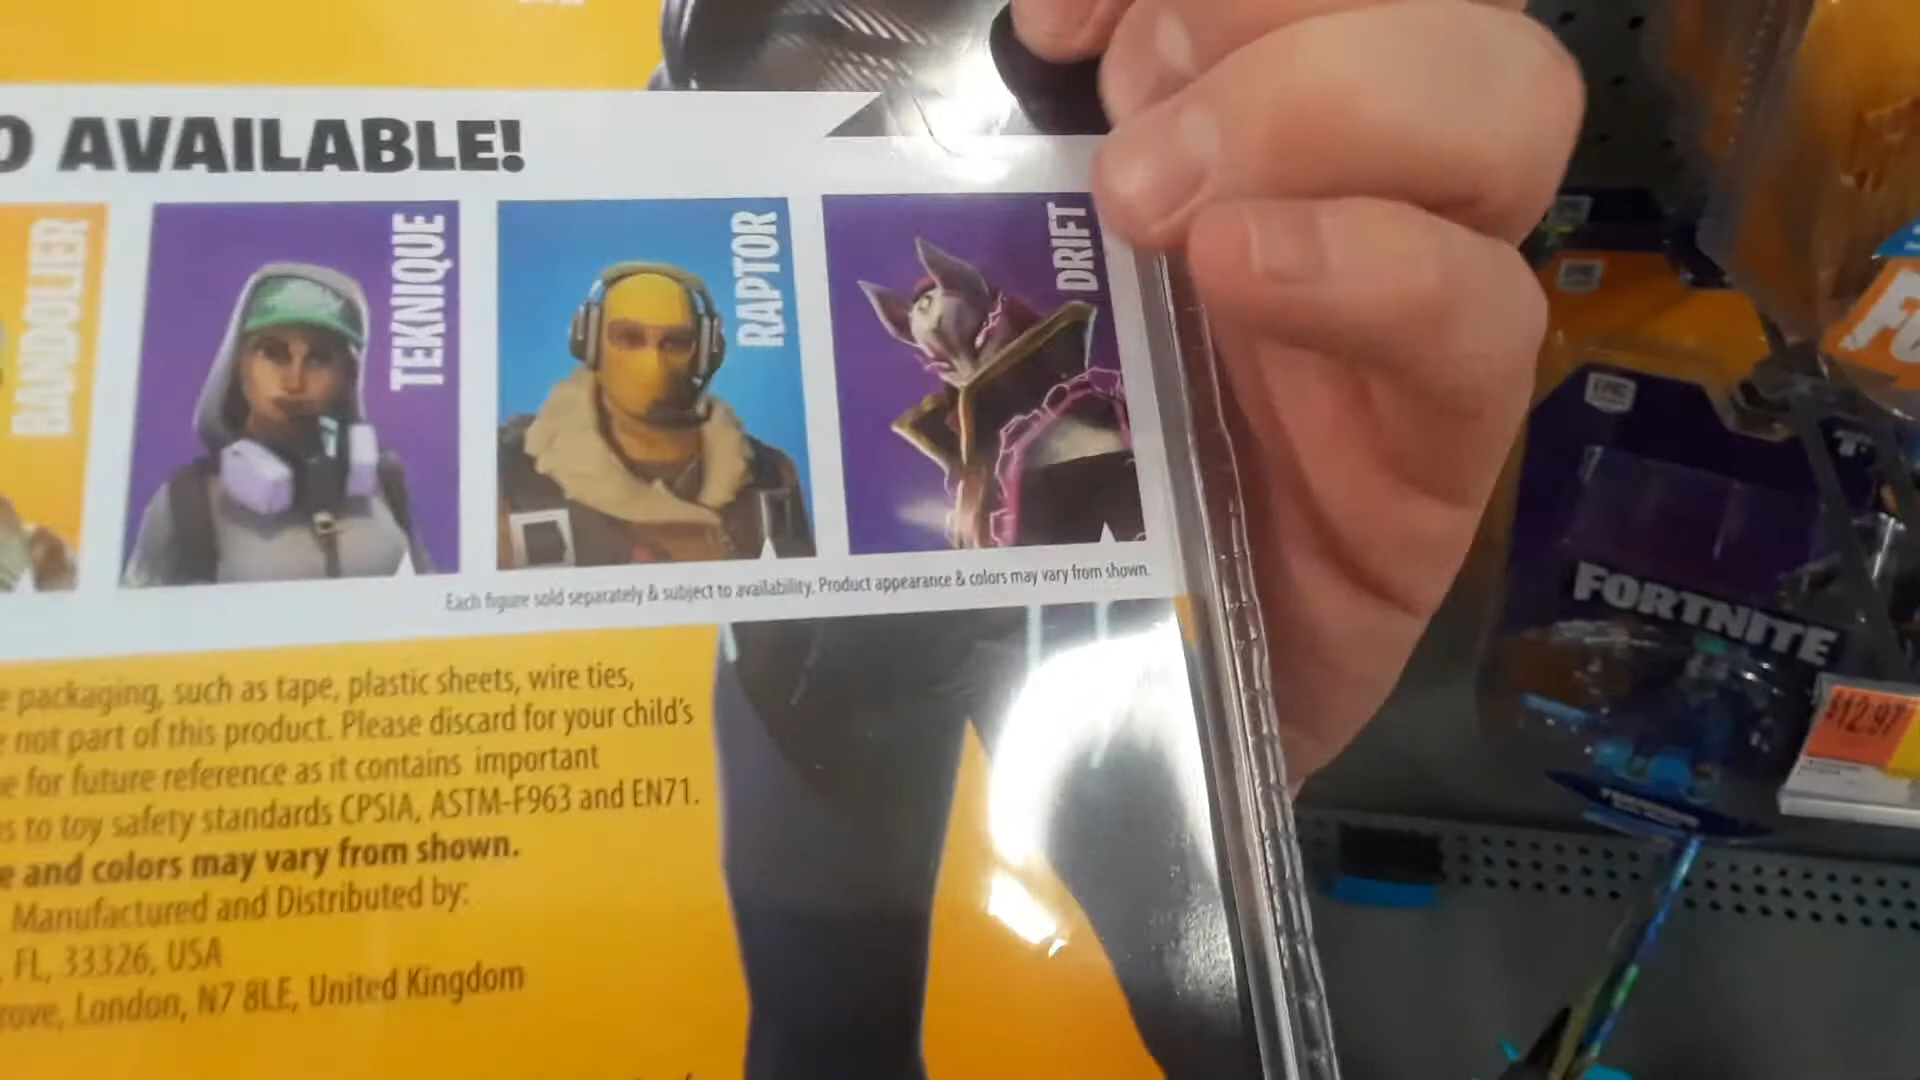 O AVAILABLE!
BANDOLIER
TEKNIQUE
RAPTOR
DRIFT
Each figure sold separately & subject to availability. Product appearance & colors may vary from shown.
e packaging, such as tape, plastic sheets, wire ties,
e not part of this product. Please discard for your child's
e for future reference as it contains important
s to toy safety standards CPSIA, ASTM-F963 and EN71.
e and colors may vary from shown.
Manufactured and Distributed by:
, FL, 33326, USA
rove, London, N7 8LE, United Kingdom
EPIC
EPIC
FO
FORTNITE
$12.97